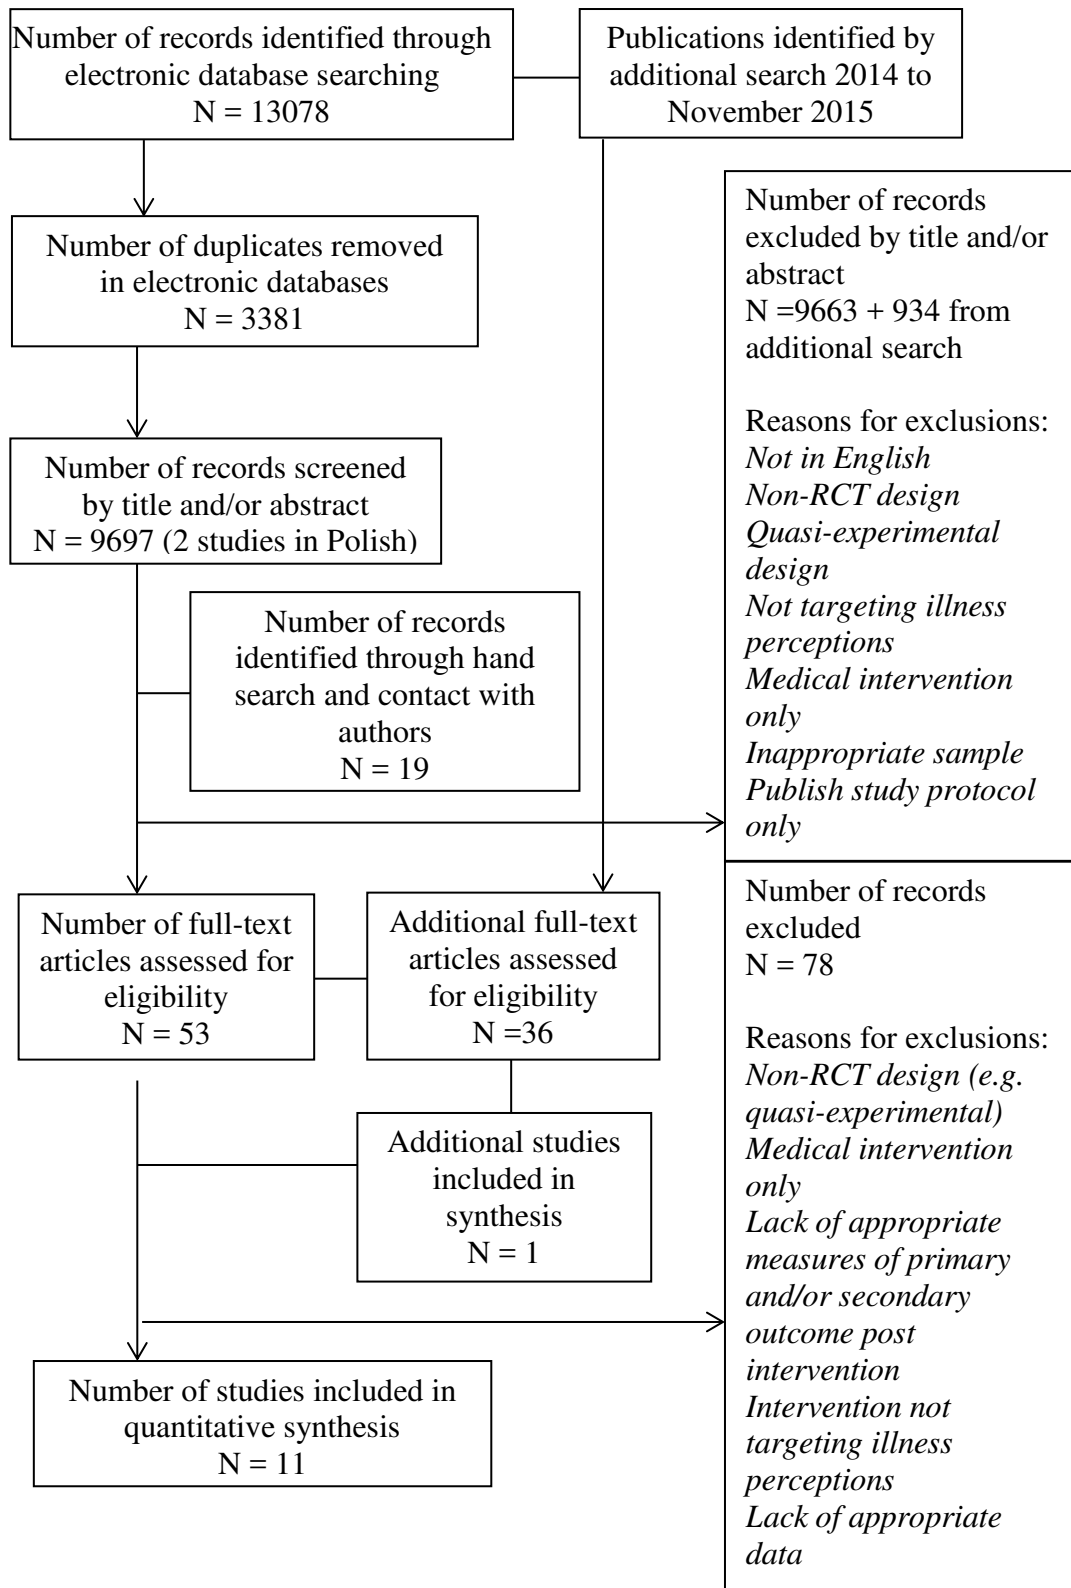 Number of records identified through
electronic database searching
N = 13078
Publications identified by
additional search 2014 to
November 2015
Number of duplicates removed
in electronic databases
N = 3381
Number of records
excluded by title and/or
abstract
N =9663 + 934 from
additional search
Reasons for exclusions:
Not in English
Non-RCT design
Quasi-experimental
design
Not targeting illness
perceptions
Medical intervention
only
Inappropriate sample
Publish study protocol
only
Number of records screened
by title and/or abstract
N = 9697 (2 studies in Polish)
Number of records
identified through hand
search and contact with
authors
N = 19
Number of full-text
articles assessed for
eligibility
N = 53
Additional full-text
articles assessed
for eligibility
N =36
Number of records
excluded
N = 78
Reasons for exclusions:
Non-RCT design (e.g.
quasi-experimental)
Medical intervention
only
Lack of appropriate
measures of primary
and/or secondary
outcome post
intervention
Intervention not
targeting illness
perceptions
Lack of appropriate
data
Additional studies
included in
synthesis
N = 1
Number of studies included in
quantitative synthesis
N = 11